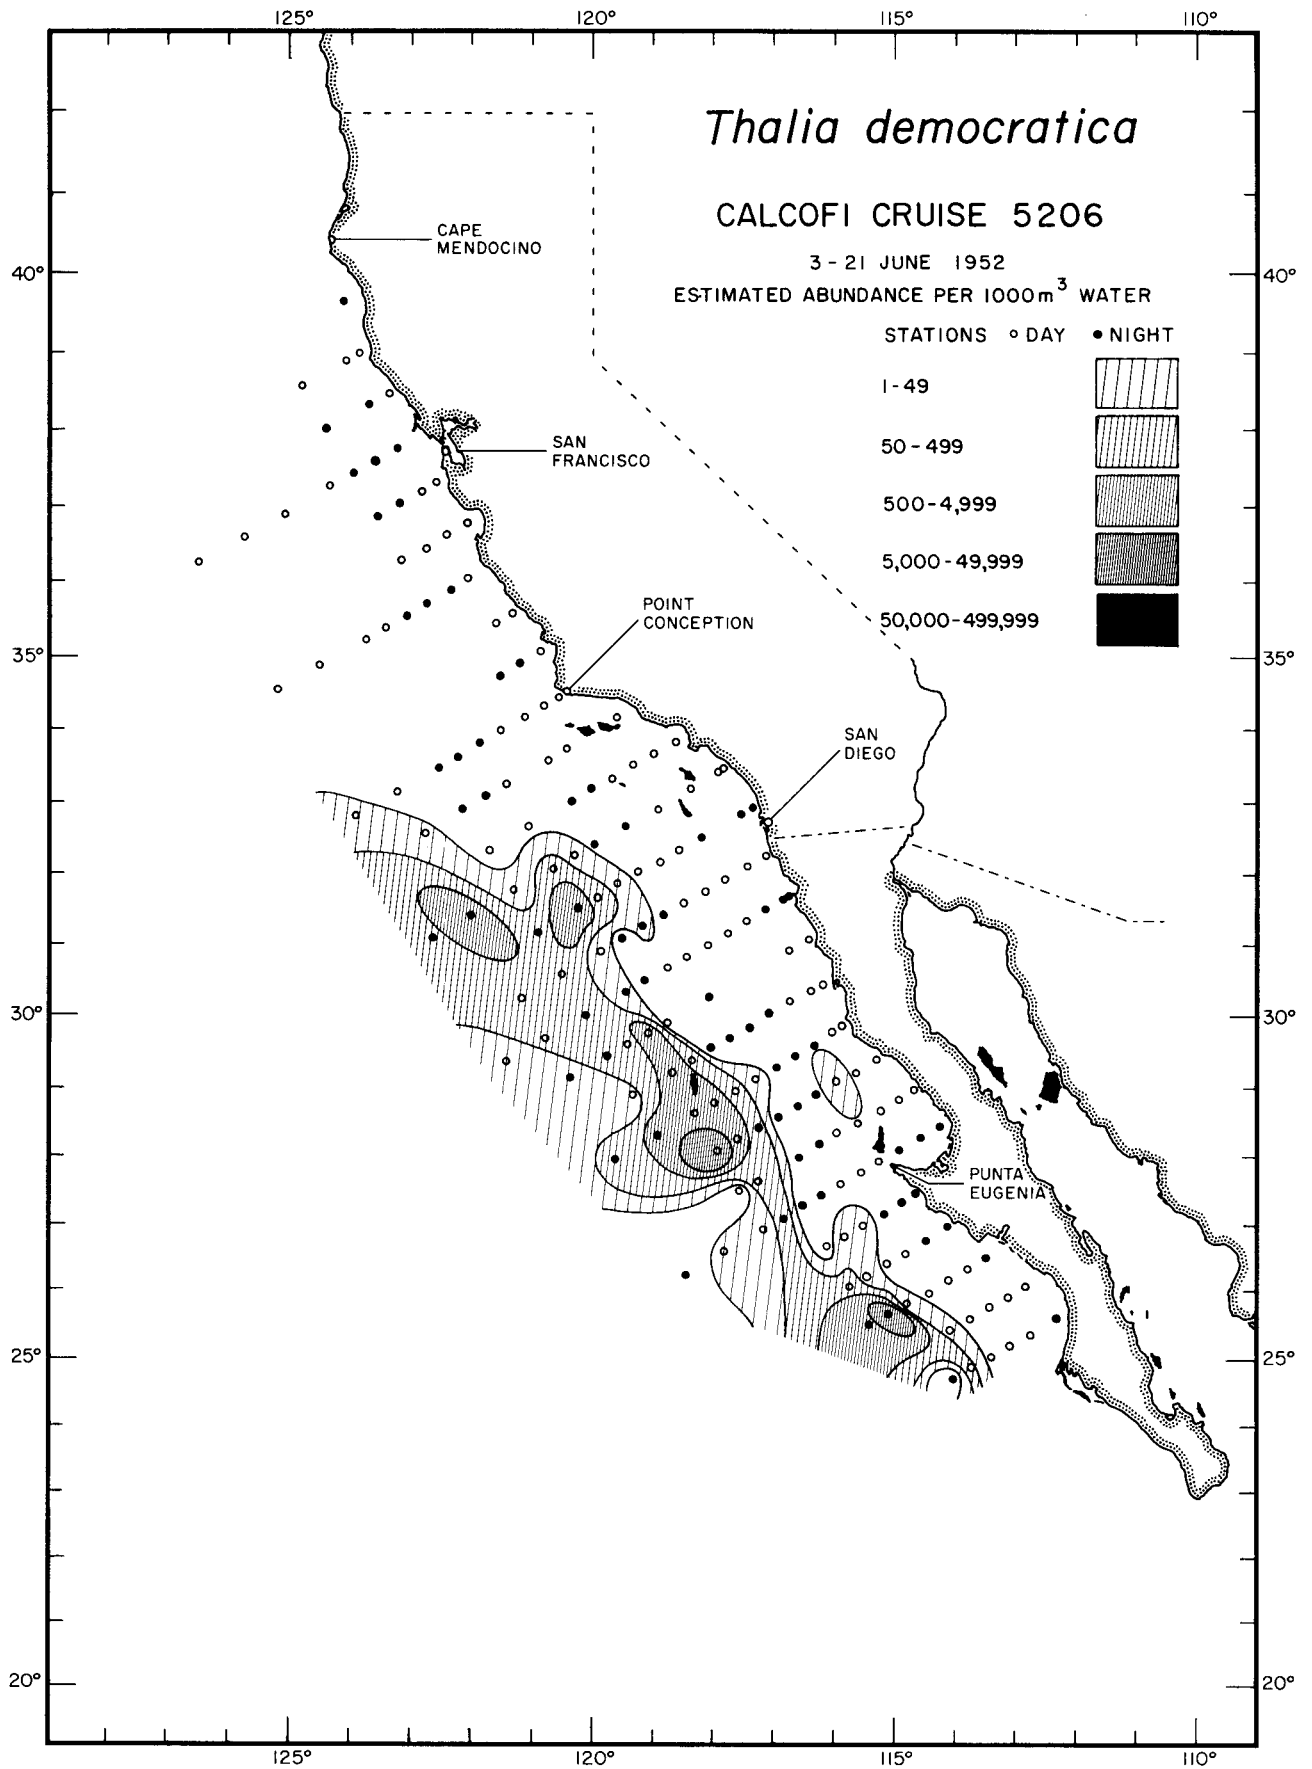 125° 120° 115° 110°
Thalia democratica
CALCOFI CRUISE 5206
3-21 JUNE 1952
ESTIMATED ABUNDANCE PER 1000m³ WATER
STATIONS ○ DAY ● NIGHT
1-49
50-499
500-4,999
5,000-49,999
50,000-499,999
CAPE
MENDOCINO
40° 40°
SAN
FRANCISCO
POINT
CONCEPTION
35° 35°
SAN
DIEGO
30° 30°
PUNTA
EUGENIA
25° 25°
20° 20°
125° 120° 115° 110°